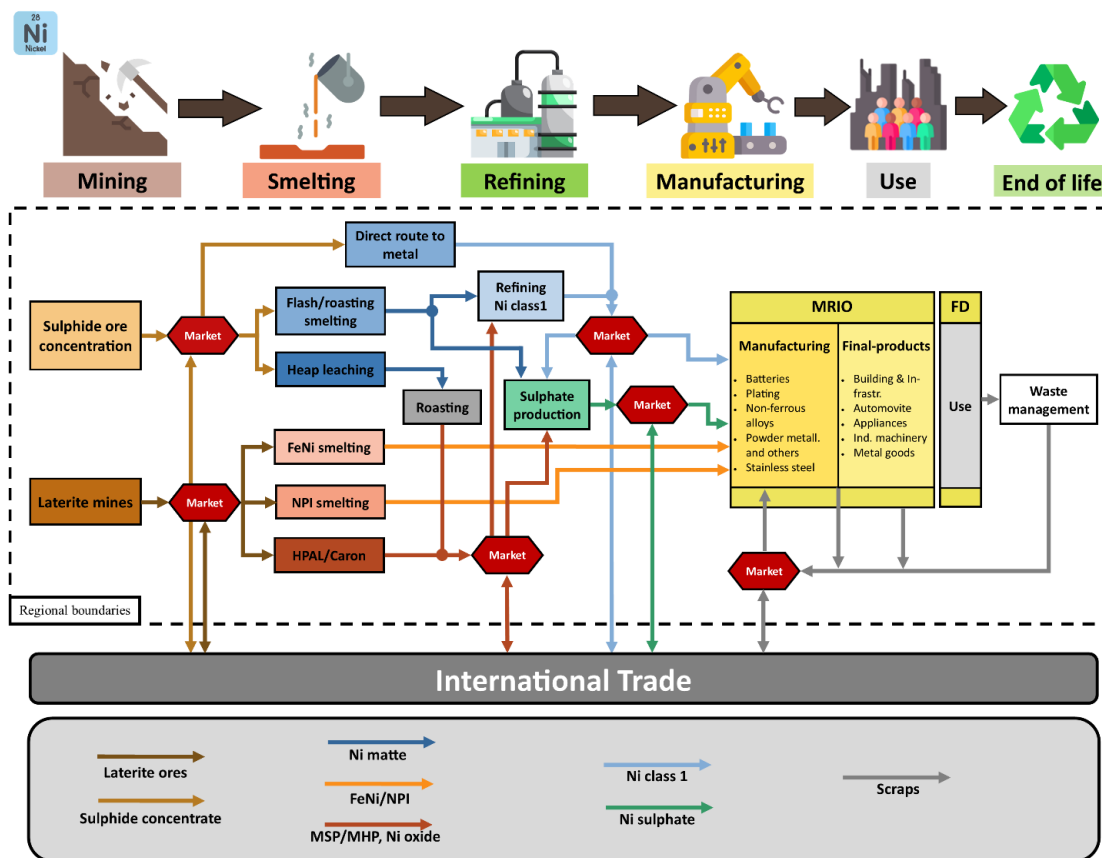 28
Ni
Nickel
Mining
Smelting
Refining
Manufacturing
Use
End of life
Direct route to
metal
Sulphide ore
concentration
Market
Flash/roasting
smelting
Refining
Ni class1
Market
Heap leaching
Roasting
Sulphate
production
Market
MRIO
FD
Manufacturing
• Batteries
• Plating
• Non-ferrous
alloys
• Powder metall.
and others
• Stainless steel
Final-products
• Building & In-
frastr.
• Automovite
• Appliances
• Ind. machinery
• Metal goods
Use
Waste
management
FeNi smelting
Laterite mines
Market
NPI smelting
HPAL/Caron
Market
Market
Regional boundaries
International Trade
Laterite ores
Sulphide concentrate
Ni matte
FeNi/NPI
MSP/MHP, Ni oxide
Ni class 1
Ni sulphate
Scraps